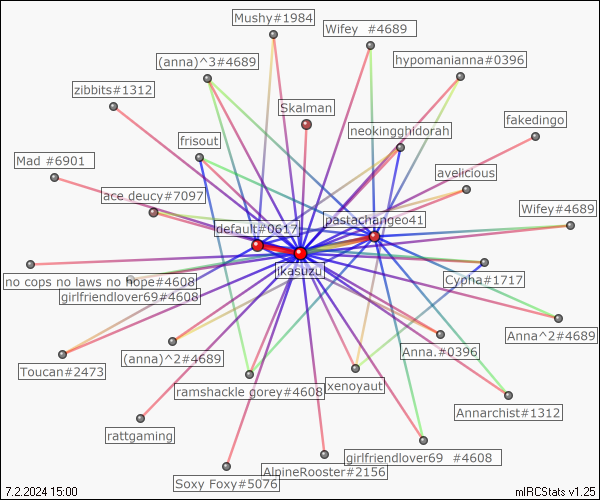 Mushy#1984
Wifey #4689
(anna)^3#4689
hypomanianna#0396
zibbits#1312
Skalman
fakedingo
neokingghidorah
frisout
Mad #6901
avelicious
ace deucy#7097
Wifey#4689
pastachangeo41
default#0617
ikasuzu
no cops no laws no hope#4608
Cypha#1717
girlfriendlover69#4608
Anna^2#4689
(anna)^2#4689
Anna.#0396
Toucan#2473
xenoyaut
ramshackle gorey#4608
Annarchist#1312
rattgaming
girlfriendlover69 #4608
AlpineRooster#2156
Soxy Foxy#5076
7.2.2024 15:00
mIRCStats v1.25